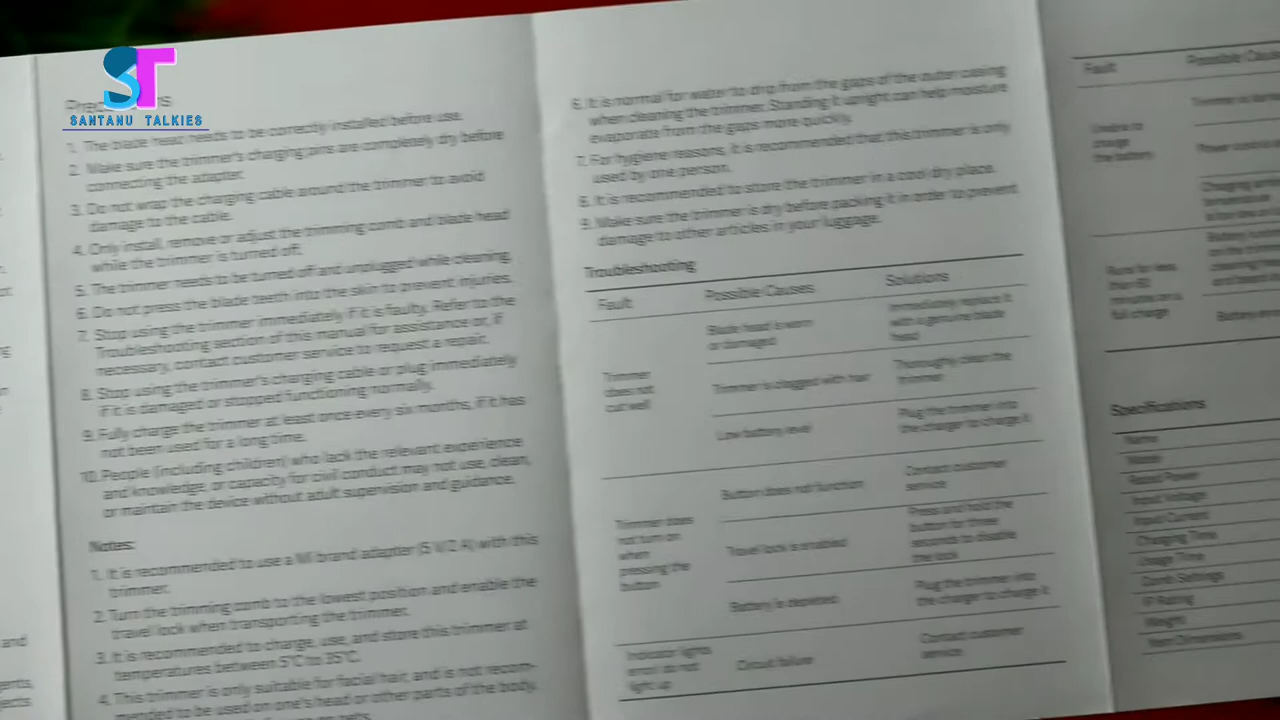 ST
SANTANU TALKIES
1. The blade head needs to be correctly installed before use.
2. Make sure the trimmer's charging pins are completely dry before
connecting the adapter.
3. Do not wrap the charging cable around the trimmer to avoid
damage to the cable.
4. Only install, remove or adjust the trimming comb and blade head
while the trimmer is turned off.
5. The trimmer needs to be turned off and unplugged while cleaning.
6. Do not press the blade teeth into the skin to prevent injuries.
7. Stop using the trimmer immediately if it is faulty. Refer to the
Troubleshooting section of this manual for assistance or, if
necessary, contact customer service to request a repair.
8. Stop using the trimmer's charging cable or plug immediately
if it is damaged or stopped functioning normally.
9. Fully charge the trimmer at least once every six months, if it has
not been used for a long time.
10. People (including children) who lack the relevant experience
and knowledge, or capacity for civil conduct may not use, clean,
or maintain the device without adult supervision and guidance.
Notes:
1. It is recommended to use a Mi brand adapter (5 V/2 A) with this
trimmer.
2. Turn the trimming comb to the lowest position and enable the
travel lock when transporting the trimmer.
3. It is recommended to charge, use, and store this trimmer at
temperatures between 5°C to 35°C.
4. This trimmer is only suitable for facial hair, and is not recom-
mended to be used on one's head or other parts of the body.
6. It is normal for water to drip from the gaps of the outer casing
when cleaning the trimmer. Standing it upright can help moisture
evaporate from the gaps more quickly.
7. For hygiene reasons, it is recommended that this trimmer is only
used by one person.
8. It is recommended to store the trimmer in a cool dry place.
9. Make sure the trimmer is dry before packing it in order to prevent
damage to other articles in your luggage.
Troubleshooting
Fault
Possible Causes
Solutions
Trimmer
does not
cut well
Blade head is worn
or damaged
Immediately replace it
with a genuine blade
head
Trimmer is clogged with hair
Thoroughly clean the
trimmer
Low battery level
Plug the trimmer into
the charger to charge it
Trimmer does
not turn on
when
pressing the
button
Button does not function
Contact customer
service
Travel lock is enabled
Press and hold the
button for three
seconds to disable
the lock
Battery is depleted
Plug the trimmer into
the charger to charge it
Indicator lights
error/do not
light up
Circuit failure
Contact customer
service
Fault
Possible
Unable to
charge
the battery
Runs for less
than 60
minutes on a
full charge
Specifications
Name
Model
Rated Power
Input Voltage
Input Current
Charging Time
Usage Time
Comb Settings
IP Rating
Weight
Item Dimensions